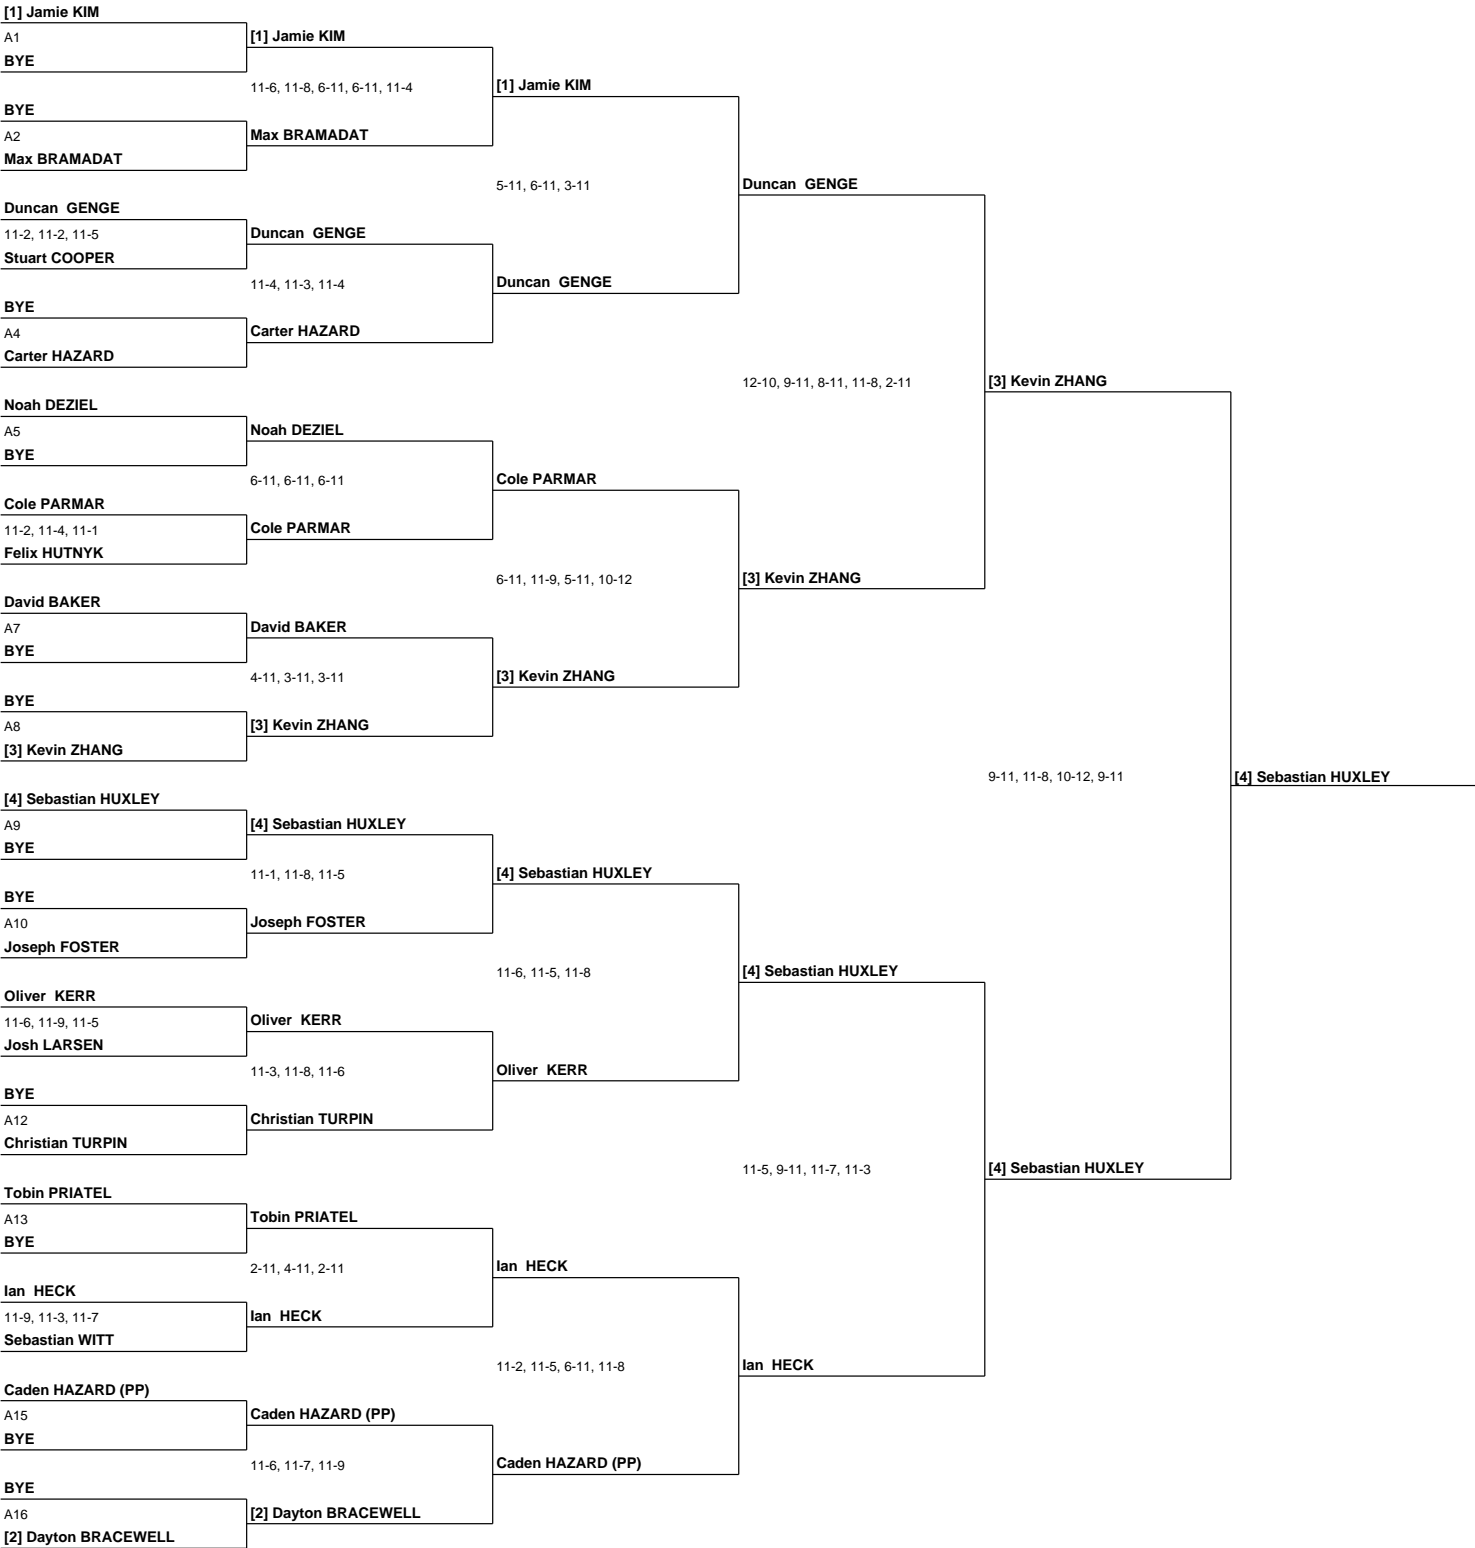 [1] Jamie KIM
A1
BYE
BYE
A2
Max BRAMADAT
Duncan  GENGE
11-2, 11-2, 11-5
Stuart COOPER
BYE
A4
Carter HAZARD
Noah DEZIEL
A5
BYE
Cole PARMAR
11-2, 11-4, 11-1
Felix HUTNYK
David BAKER
A7
BYE
BYE
A8
[3] Kevin ZHANG
[4] Sebastian HUXLEY
A9
BYE
BYE
A10
Joseph FOSTER
Oliver  KERR
11-6, 11-9, 11-5
Josh LARSEN
BYE
A12
Christian TURPIN
Tobin PRIATEL
A13
BYE
Ian  HECK
11-9, 11-3, 11-7
Sebastian WITT
Caden HAZARD (PP)
A15
BYE
BYE
A16
[2] Dayton BRACEWELL
[1] Jamie KIM
11-6, 11-8, 6-11, 6-11, 11-4
Max BRAMADAT
Duncan  GENGE
11-4, 11-3, 11-4
Carter HAZARD
Noah DEZIEL
6-11, 6-11, 6-11
Cole PARMAR
David BAKER
4-11, 3-11, 3-11
[3] Kevin ZHANG
[4] Sebastian HUXLEY
11-1, 11-8, 11-5
Joseph FOSTER
Oliver  KERR
11-3, 11-8, 11-6
Christian TURPIN
Tobin PRIATEL
2-11, 4-11, 2-11
Ian  HECK
Caden HAZARD (PP)
11-6, 11-7, 11-9
[2] Dayton BRACEWELL
[1] Jamie KIM
5-11, 6-11, 3-11
Duncan  GENGE
Cole PARMAR
6-11, 11-9, 5-11, 10-12
[3] Kevin ZHANG
[4] Sebastian HUXLEY
11-6, 11-5, 11-8
Oliver  KERR
Ian  HECK
11-2, 11-5, 6-11, 11-8
Caden HAZARD (PP)
Duncan  GENGE
12-10, 9-11, 8-11, 11-8, 2-11
[3] Kevin ZHANG
[4] Sebastian HUXLEY
11-5, 9-11, 11-7, 11-3
Ian  HECK
[3] Kevin ZHANG
9-11, 11-8, 10-12, 9-11
[4] Sebastian HUXLEY
[4] Sebastian HUXLEY